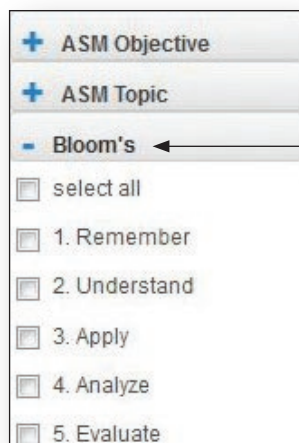 + ASM Objective
+ ASM Topic
- Bloom's
select all
1. Remember
2. Understand
3. Apply
4. Analyze
5. Evaluate